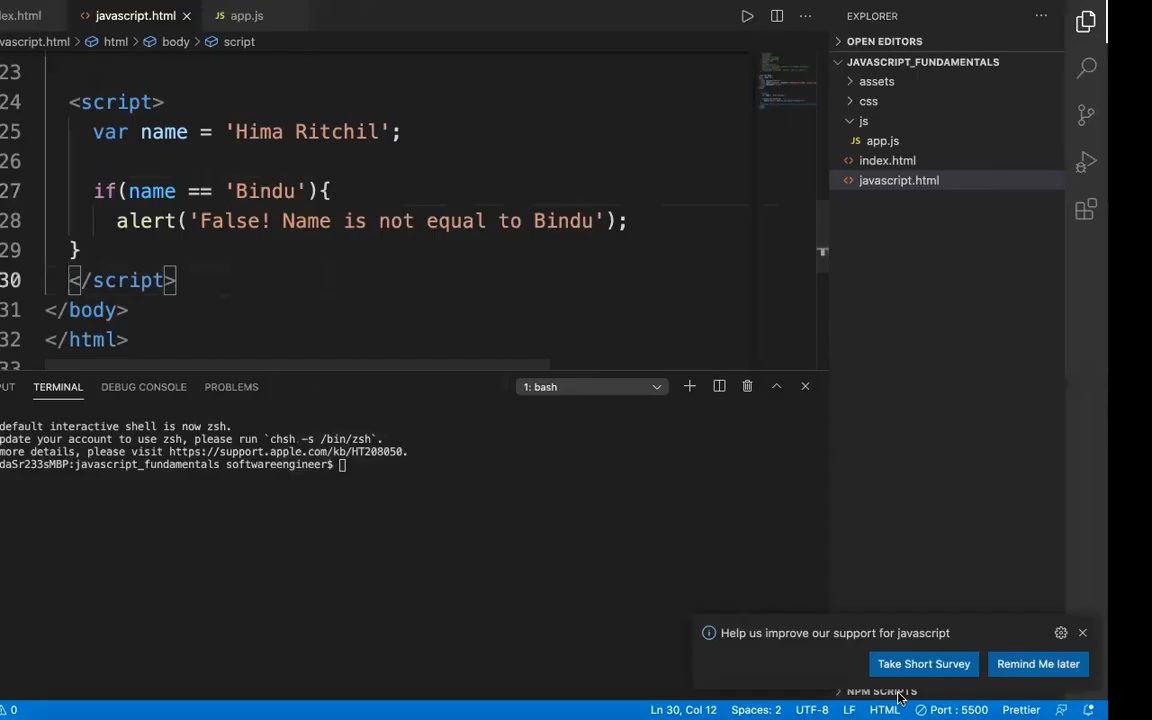 ex.html
javascript.html
app.js
vascript.html
html
body
script
23
24 <script>
25 var name = 'Hima Ritchil';
26
27 if(name == 'Bindu'){
28 alert('False! Name is not equal to Bindu');
29 }
30 </script>
31 </body>
32 </html>
33
PUT
TERMINAL
DEBUG CONSOLE
PROBLEMS
1: bash
default interactive shell is now zsh.
pdate your account to use zsh, please run `chsh -s /bin/zsh`.
more details, please visit https://support.apple.com/kb/HT208050.
daSr233sMBP:javascript_fundamentals softwareengineer$
EXPLORER
OPEN EDITORS
JAVASCRIPT_FUNDAMENTALS
assets
css
js
JS app.js
index.html
javascript.html
Help us improve our support for javascript
Take Short Survey
Remind Me later
NPM SCRIPTS
0
Ln 30, Col 12
Spaces: 2
UTF-8
LF
HTML
Port : 5500
Prettier